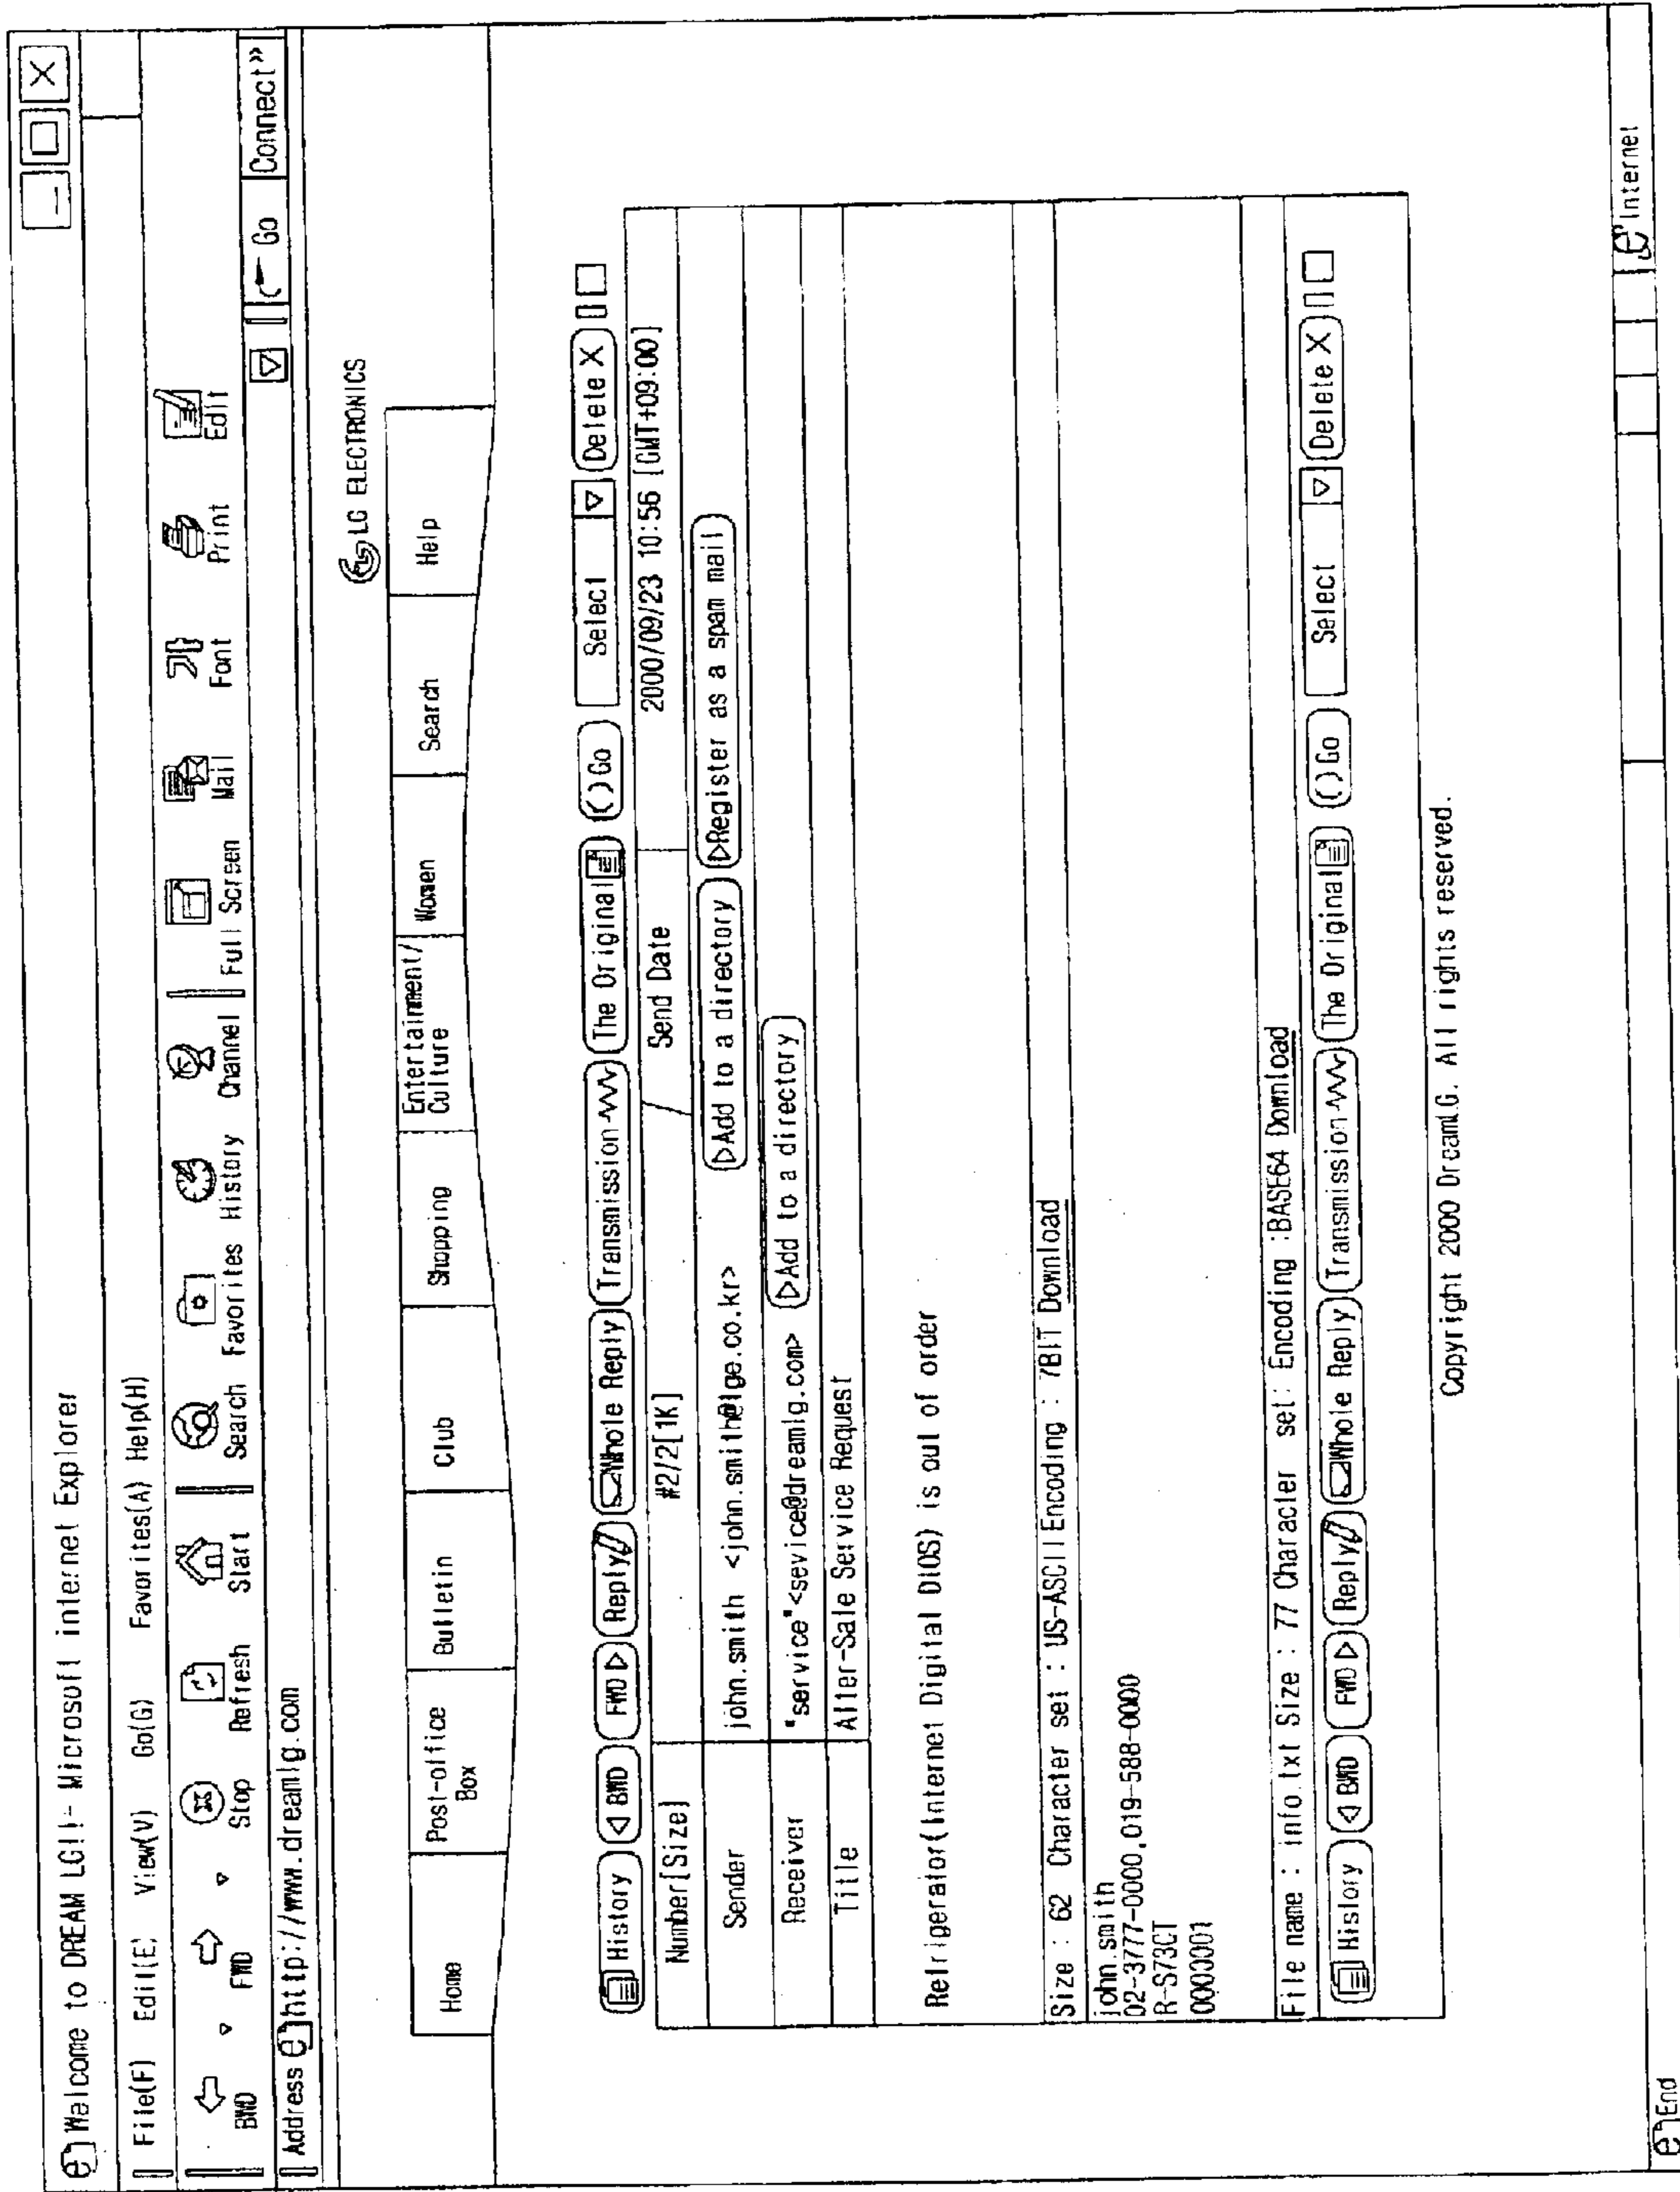 Welcome to DREAM LG!!- Microsoft internet Explorer
File(F) Edit(E) View(V) Go(G) Favorites(A) Help(H)
BWD FWD Stop Refresh Start Search Favorites History Channel Full Screen Mail Font Print Edit
Address http://www.dreamlg.com Go Connect»
LG ELECTRONICS
Home Post-office Box Bulletin Club Shopping Entertainment/ Culture Women Search Help
History ◁ BWD FWD ▷ Reply Whole Reply Transmission The Original ( ) Go Select ▽ Delete X
Number[Size] #2/2[1K] Send Date 2000/09/23 10:56 [GMT+09:00]
Sender john.smith <john.smith@lge.co.kr> ▷Add to a directory ▷Register as a spam mail
Receiver "service"<sevice@dreamlg.com> ▷Add to a directory
Title After-Sale Service Request
Refrigerator(Internet Digital DIOS) is out of order
Size : 62 Character set : US-ASCII Encoding : 7BIT Download
john.smith
02-3777-0000,019-588-0000
R-S73CT
0000001
File name : info.txt Size : 77 Character set: Encoding :BASE64 Download
History ◁ BWD FWD ▷ Reply Whole Reply Transmission The Original ( ) Go Select ▽ Delete X
Copyright 2000 DreamLG. All rights reserved.
End Internet